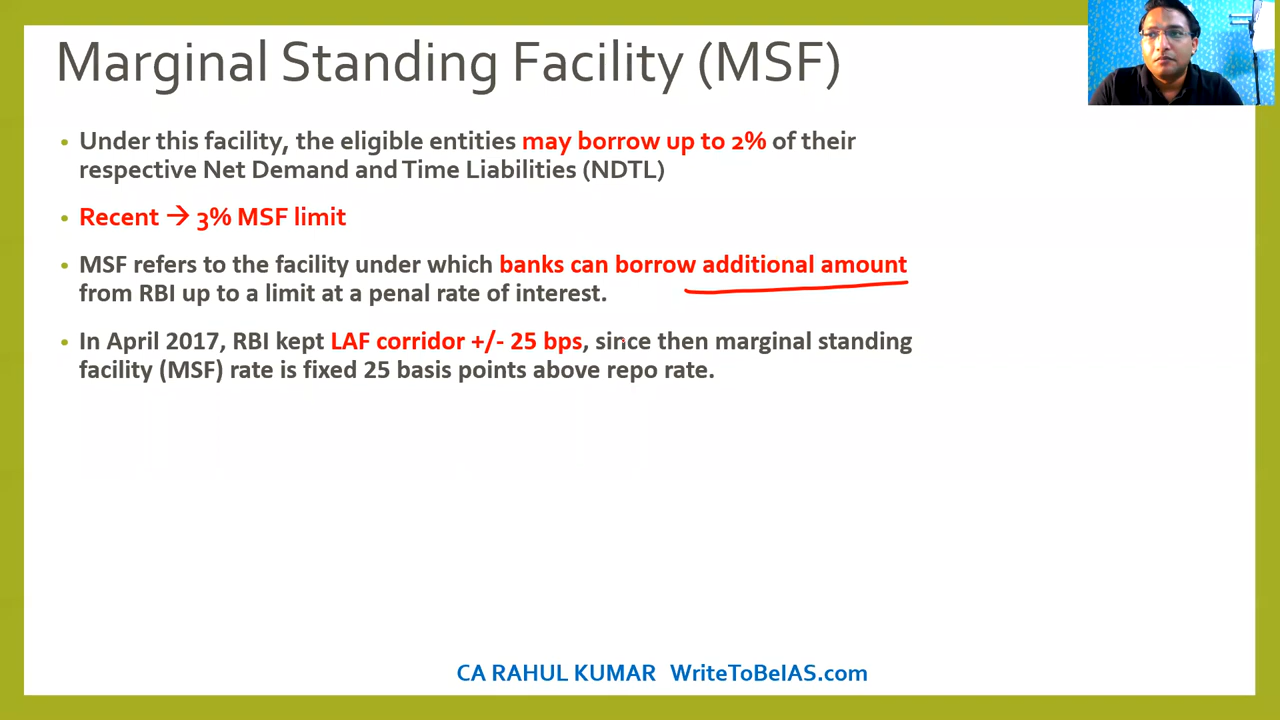 Marginal Standing Facility (MSF)
• Under this facility, the eligible entities may borrow up to 2% of their
respective Net Demand and Time Liabilities (NDTL)
• Recent → 3% MSF limit
• MSF refers to the facility under which banks can borrow additional amount
from RBI up to a limit at a penal rate of interest.
• In April 2017, RBI kept LAF corridor +/- 25 bps, since then marginal standing
facility (MSF) rate is fixed 25 basis points above repo rate.
CA RAHUL KUMAR WriteToBeIAS.com